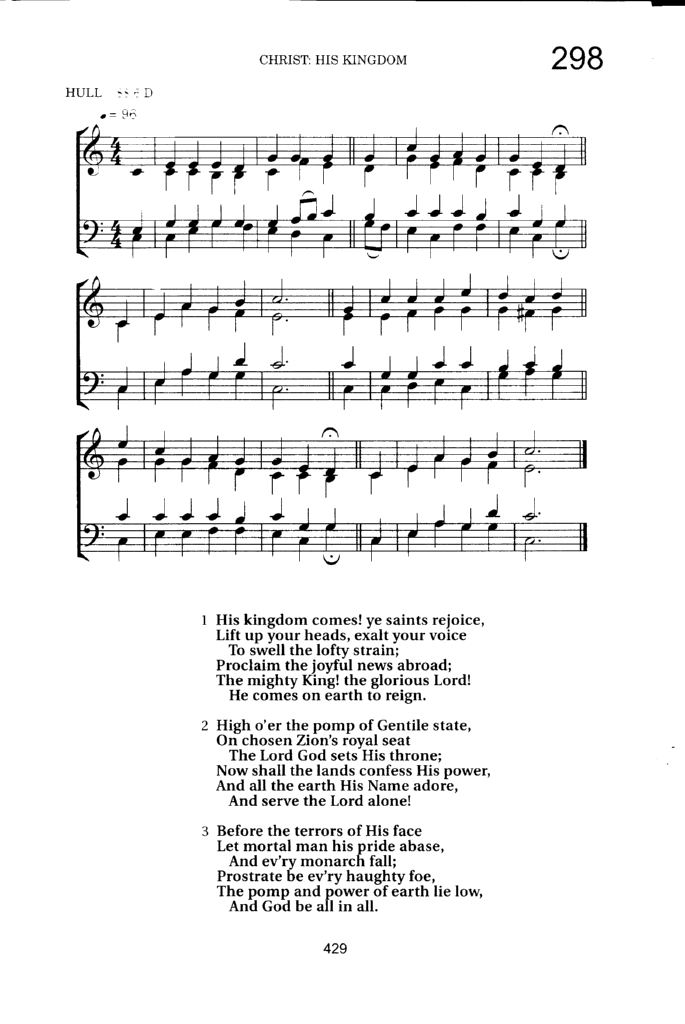 CHRIST: HIS KINGDOM
298
HULL 88 6 D
♩ = 96
1 His kingdom comes! ye saints rejoice,
Lift up your heads, exalt your voice
To swell the lofty strain;
Proclaim the joyful news abroad;
The mighty King! the glorious Lord!
He comes on earth to reign.
2 High o'er the pomp of Gentile state,
On chosen Zion's royal seat
The Lord God sets His throne;
Now shall the lands confess His power,
And all the earth His Name adore,
And serve the Lord alone!
3 Before the terrors of His face
Let mortal man his pride abase,
And ev'ry monarch fall;
Prostrate be ev'ry haughty foe,
The pomp and power of earth lie low,
And God be all in all.
429